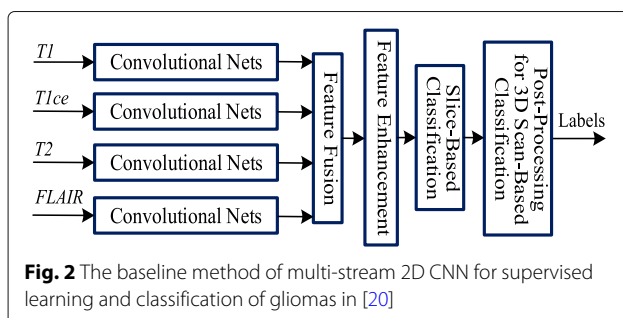 T1
Convolutional Nets
T1ce
Convolutional Nets
T2
Convolutional Nets
FLAIR
Convolutional Nets
Feature Fusion
Feature Enhancement
Slice-Based
Classification
Post-Processing
for 3D Scan-Based
Classification
Labels
Fig. 2 The baseline method of multi-stream 2D CNN for supervised
learning and classification of gliomas in [20]